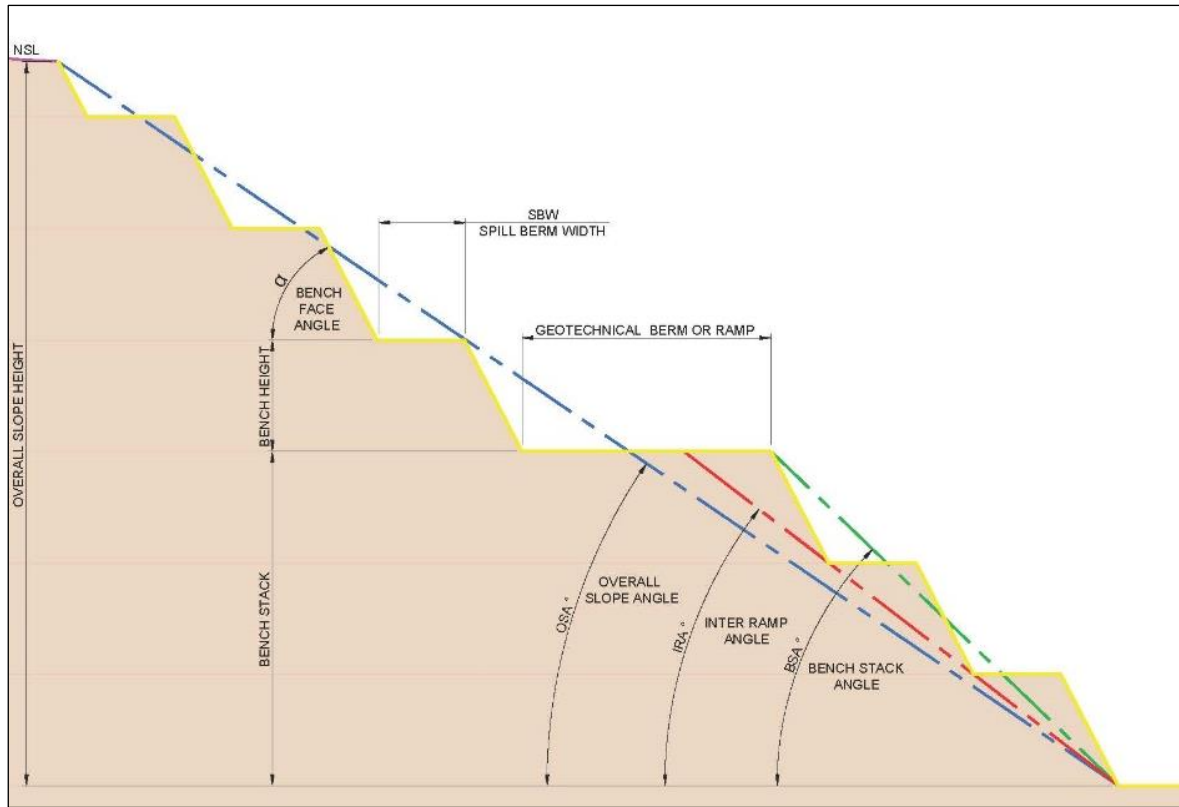 NSL
SBW
SPILL BERM WIDTH
α
BENCH
FACE
ANGLE
GEOTECHNICAL BERM OR RAMP
OVERALL SLOPE HEIGHT
BENCH HEIGHT
BENCH STACK
OSA °
OVERALL
SLOPE ANGLE
IRA °
INTER RAMP
ANGLE
BSA °
BENCH STACK
ANGLE